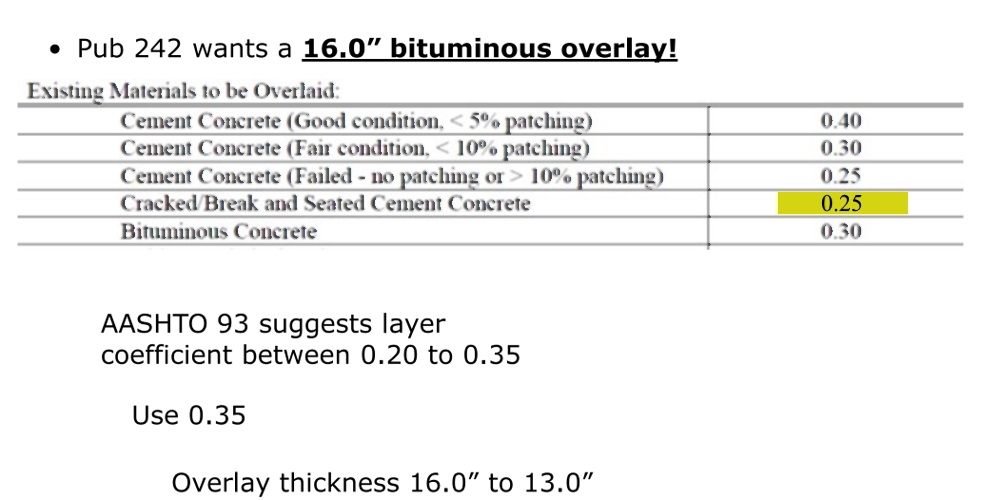 • Pub 242 wants a 16.0” bituminous overlay!
Existing Materials to be Overlaid:
Cement Concrete (Good condition, < 5% patching) 0.40
Cement Concrete (Fair condition, < 10% patching) 0.30
Cement Concrete (Failed - no patching or > 10% patching) 0.25
Cracked/Break and Seated Cement Concrete 0.25
Bituminous Concrete 0.30
AASHTO 93 suggests layer
coefficient between 0.20 to 0.35
Use 0.35
Overlay thickness 16.0” to 13.0”